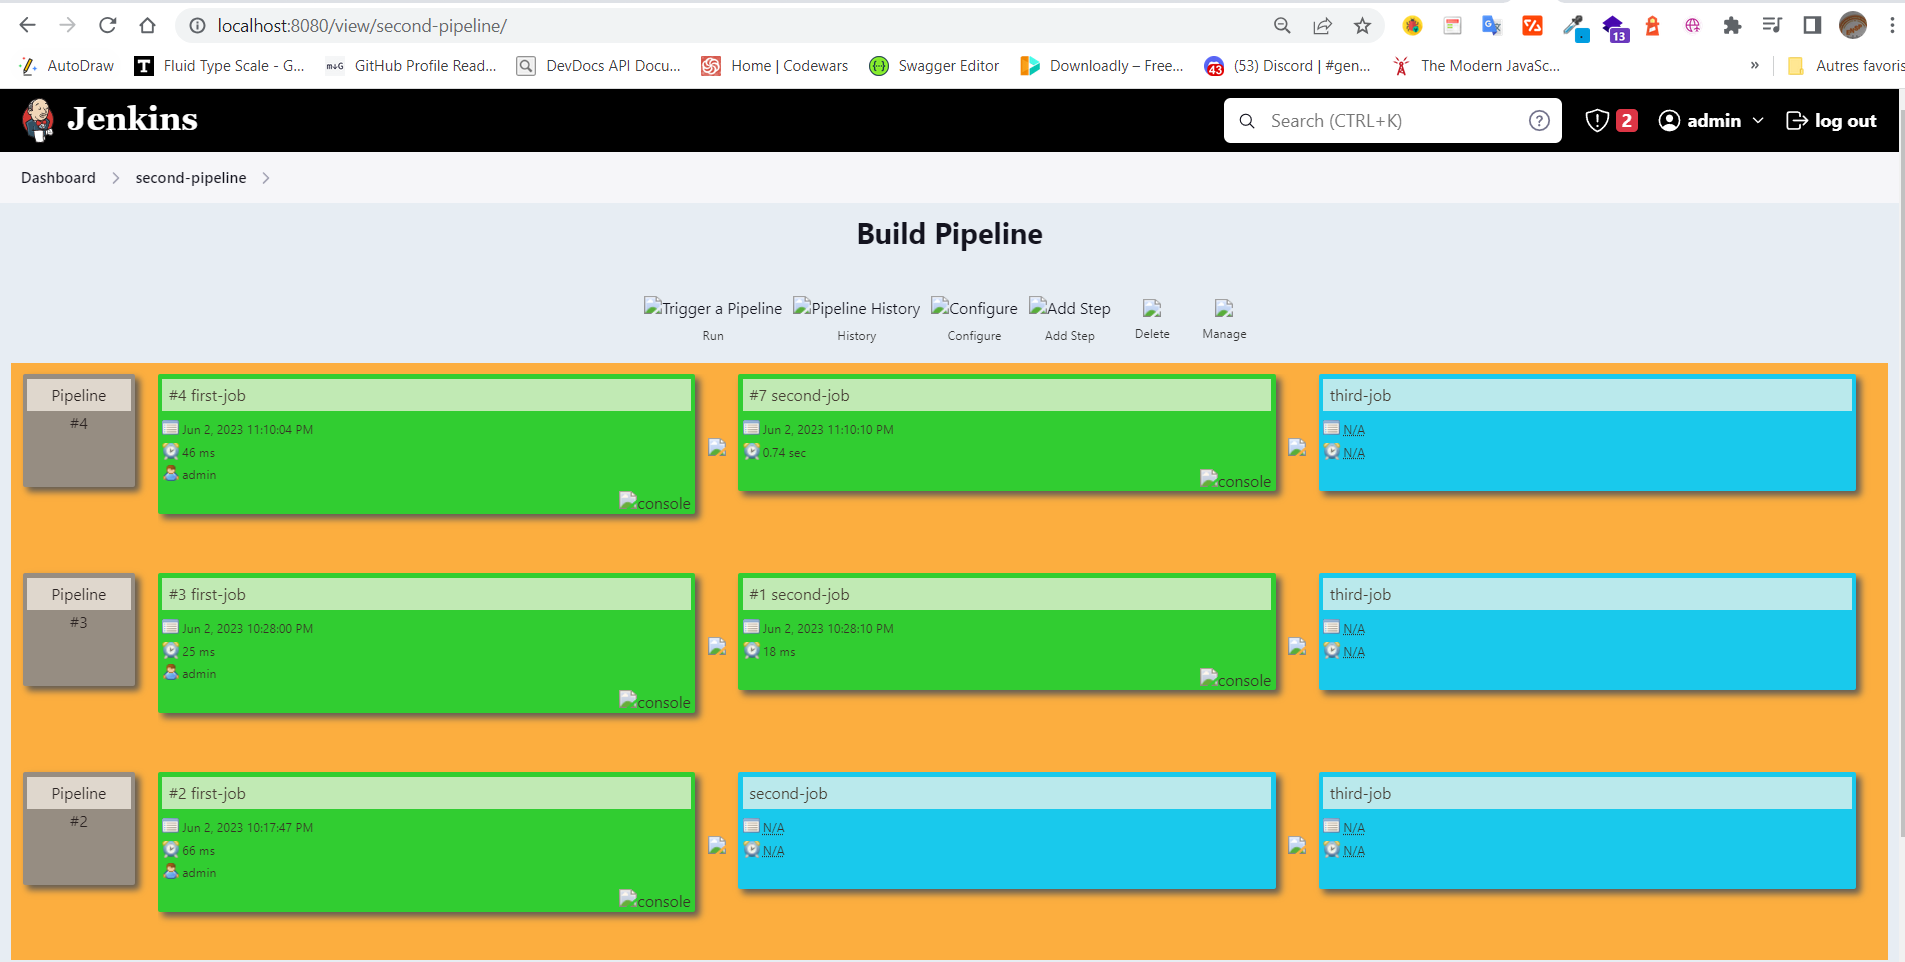 localhost:8080/view/second-pipeline/
13
AutoDraw
T
Fluid Type Scale - G...
GitHub Profile Read...
DevDocs API Docu...
Home | Codewars
Swagger Editor
Downloadly – Free...
43
(53) Discord | #gen...
The Modern JavaSc...
»
Autres favoris
Jenkins
Search (CTRL+K)
2
admin
log out
Dashboard
second-pipeline
Build Pipeline
Trigger a Pipeline
Pipeline History
Configure
Add Step
Run
History
Configure
Add Step
Delete
Manage
Pipeline
#4
#4 first-job
Jun 2, 2023 11:10:04 PM
46 ms
admin
console
#7 second-job
Jun 2, 2023 11:10:10 PM
0.74 sec
console
third-job
N/A
N/A
Pipeline
#3
#3 first-job
Jun 2, 2023 10:28:00 PM
25 ms
admin
console
#1 second-job
Jun 2, 2023 10:28:10 PM
18 ms
console
third-job
N/A
N/A
Pipeline
#2
#2 first-job
Jun 2, 2023 10:17:47 PM
66 ms
admin
console
second-job
N/A
N/A
third-job
N/A
N/A